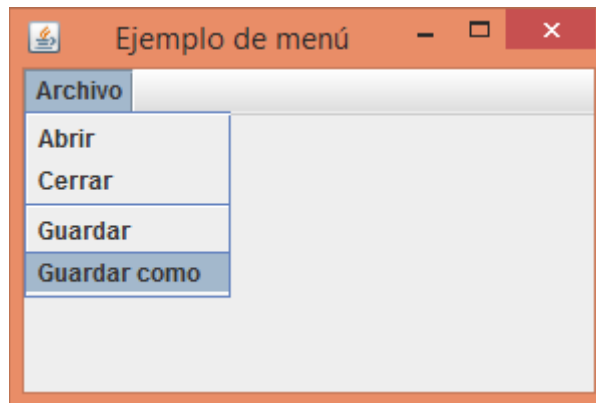 Ejemplo de menú
Archivo
Abrir
Cerrar
Guardar
Guardar como